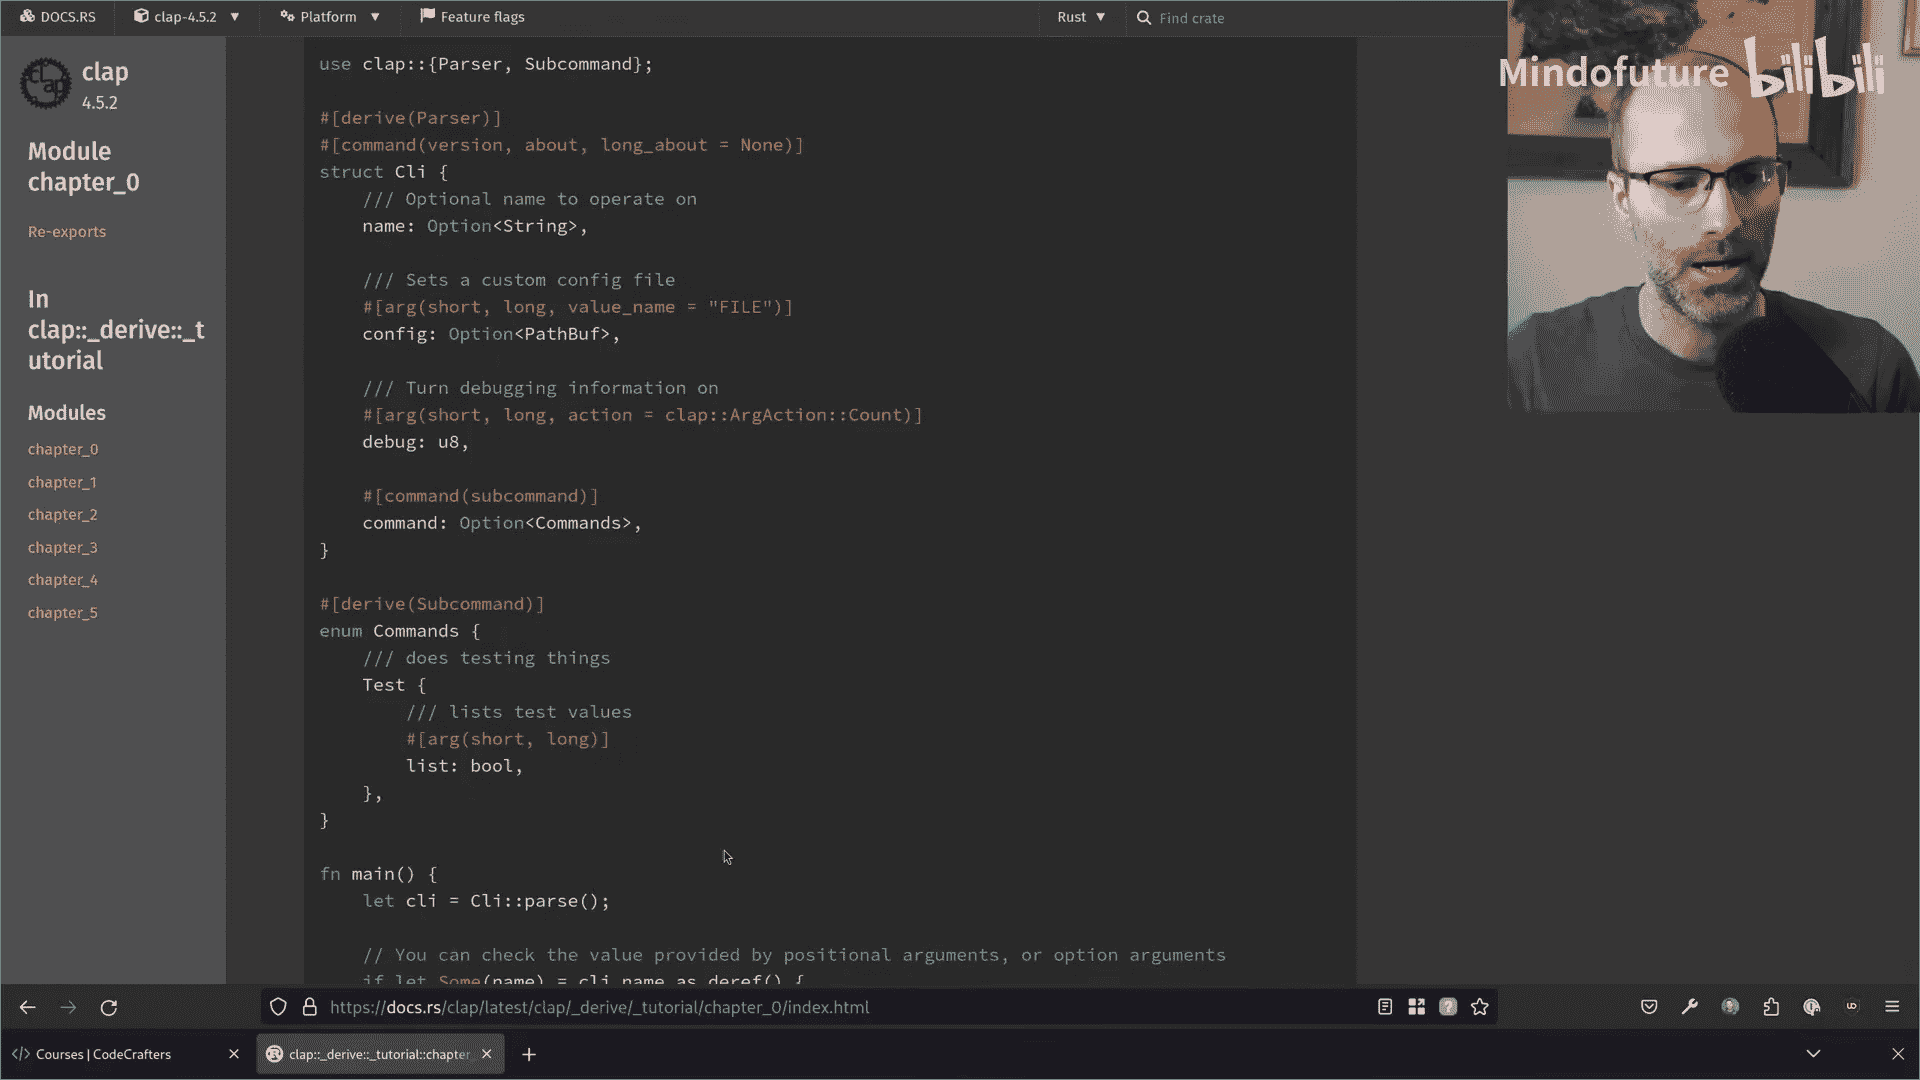 DOCS.RS
clap-4.5.2
Platform
Feature flags
Rust
Find crate
Mindofuture bilibili
clap
4.5.2
Module
chapter_0
Re-exports
In
clap::_derive::_t
utorial
Modules
chapter_0
chapter_1
chapter_2
chapter_3
chapter_4
chapter_5
use clap::{Parser, Subcommand};
#[derive(Parser)]
#[command(version, about, long_about = None)]
struct Cli {
    /// Optional name to operate on
    name: Option<String>,
    /// Sets a custom config file
    #[arg(short, long, value_name = "FILE")]
    config: Option<PathBuf>,
    /// Turn debugging information on
    #[arg(short, long, action = clap::ArgAction::Count)]
    debug: u8,
    #[command(subcommand)]
    command: Option<Commands>,
}
#[derive(Subcommand)]
enum Commands {
    /// does testing things
    Test {
        /// lists test values
        #[arg(short, long)]
        list: bool,
    },
}
fn main() {
    let cli = Cli::parse();
    // You can check the value provided by positional arguments, or option arguments
    if let Some(name) = cli.name.as_deref() {
https://docs.rs/clap/latest/clap/_derive/_tutorial/chapter_0/index.html
</> Courses | CodeCrafters
clap::_derive::_tutorial::chapter